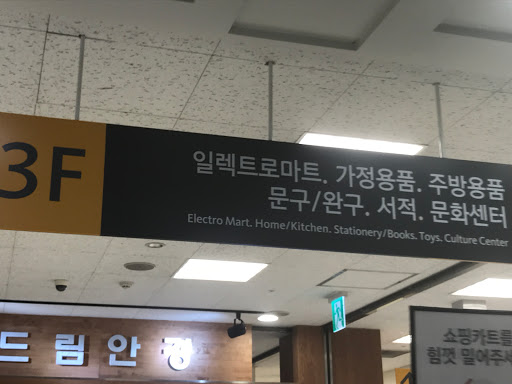 3F
일렉트로마트. 가정용품. 주방용품
문구/완구. 서적. 문화센터
Electro Mart. Home/Kitchen. Stationery/Books. Toys. Culture Center
드림안경
쇼핑카트를
힘껏 밀어주세